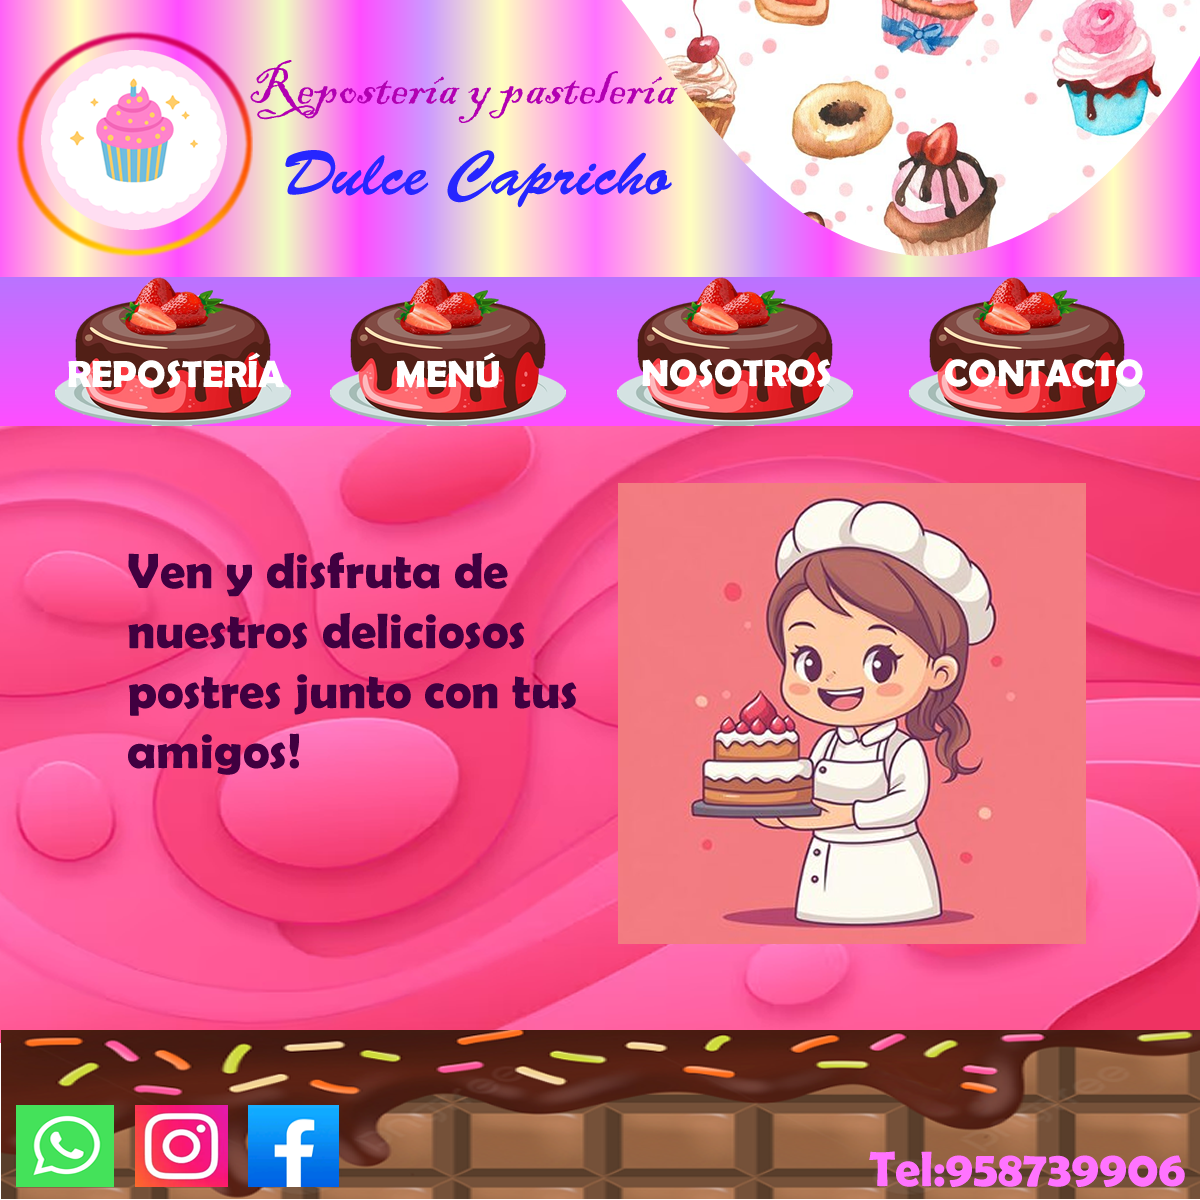 Repostería y pastelería
Dulce Capricho
REPOSTERÍA
MENÚ
NOSOTROS
CONTACTO
Ven y disfruta de
nuestros deliciosos
postres junto con tus
amigos!
Tel:958739906